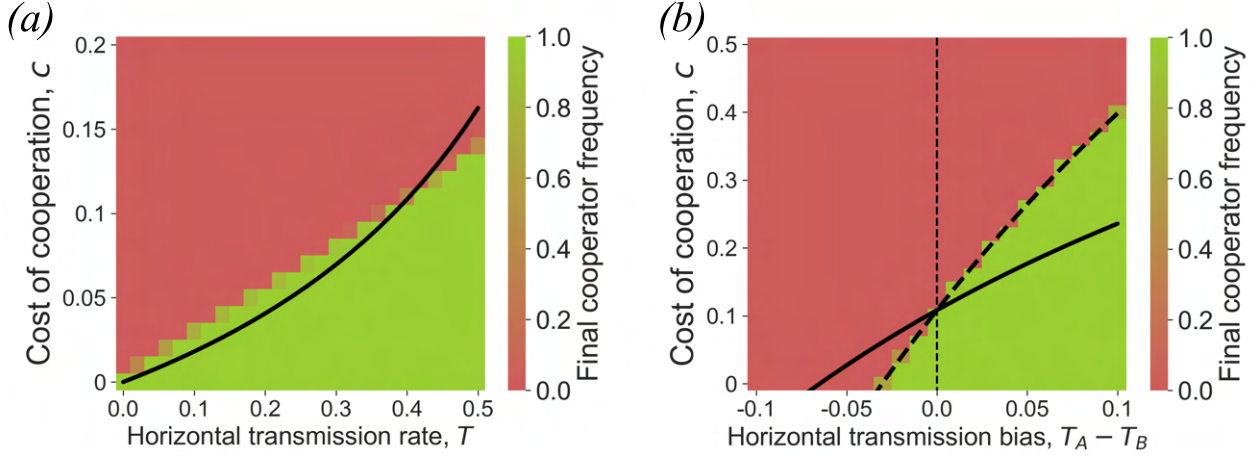 (a)
Cost of cooperation, c
0.2
0.15
0.1
0.05
0
0.0 0.1 0.2 0.3 0.4 0.5
Horizontal transmission rate, T
1.0
0.8
0.6
0.4
0.2
0.0
Final cooperator frequency
(b)
Cost of cooperation, c
0.5
0.4
0.3
0.2
0.1
0
-0.1 -0.05 0.0 0.05 0.1
Horizontal transmission bias, T_A − T_B
1.0
0.8
0.6
0.4
0.2
0.0
Final cooperator frequency